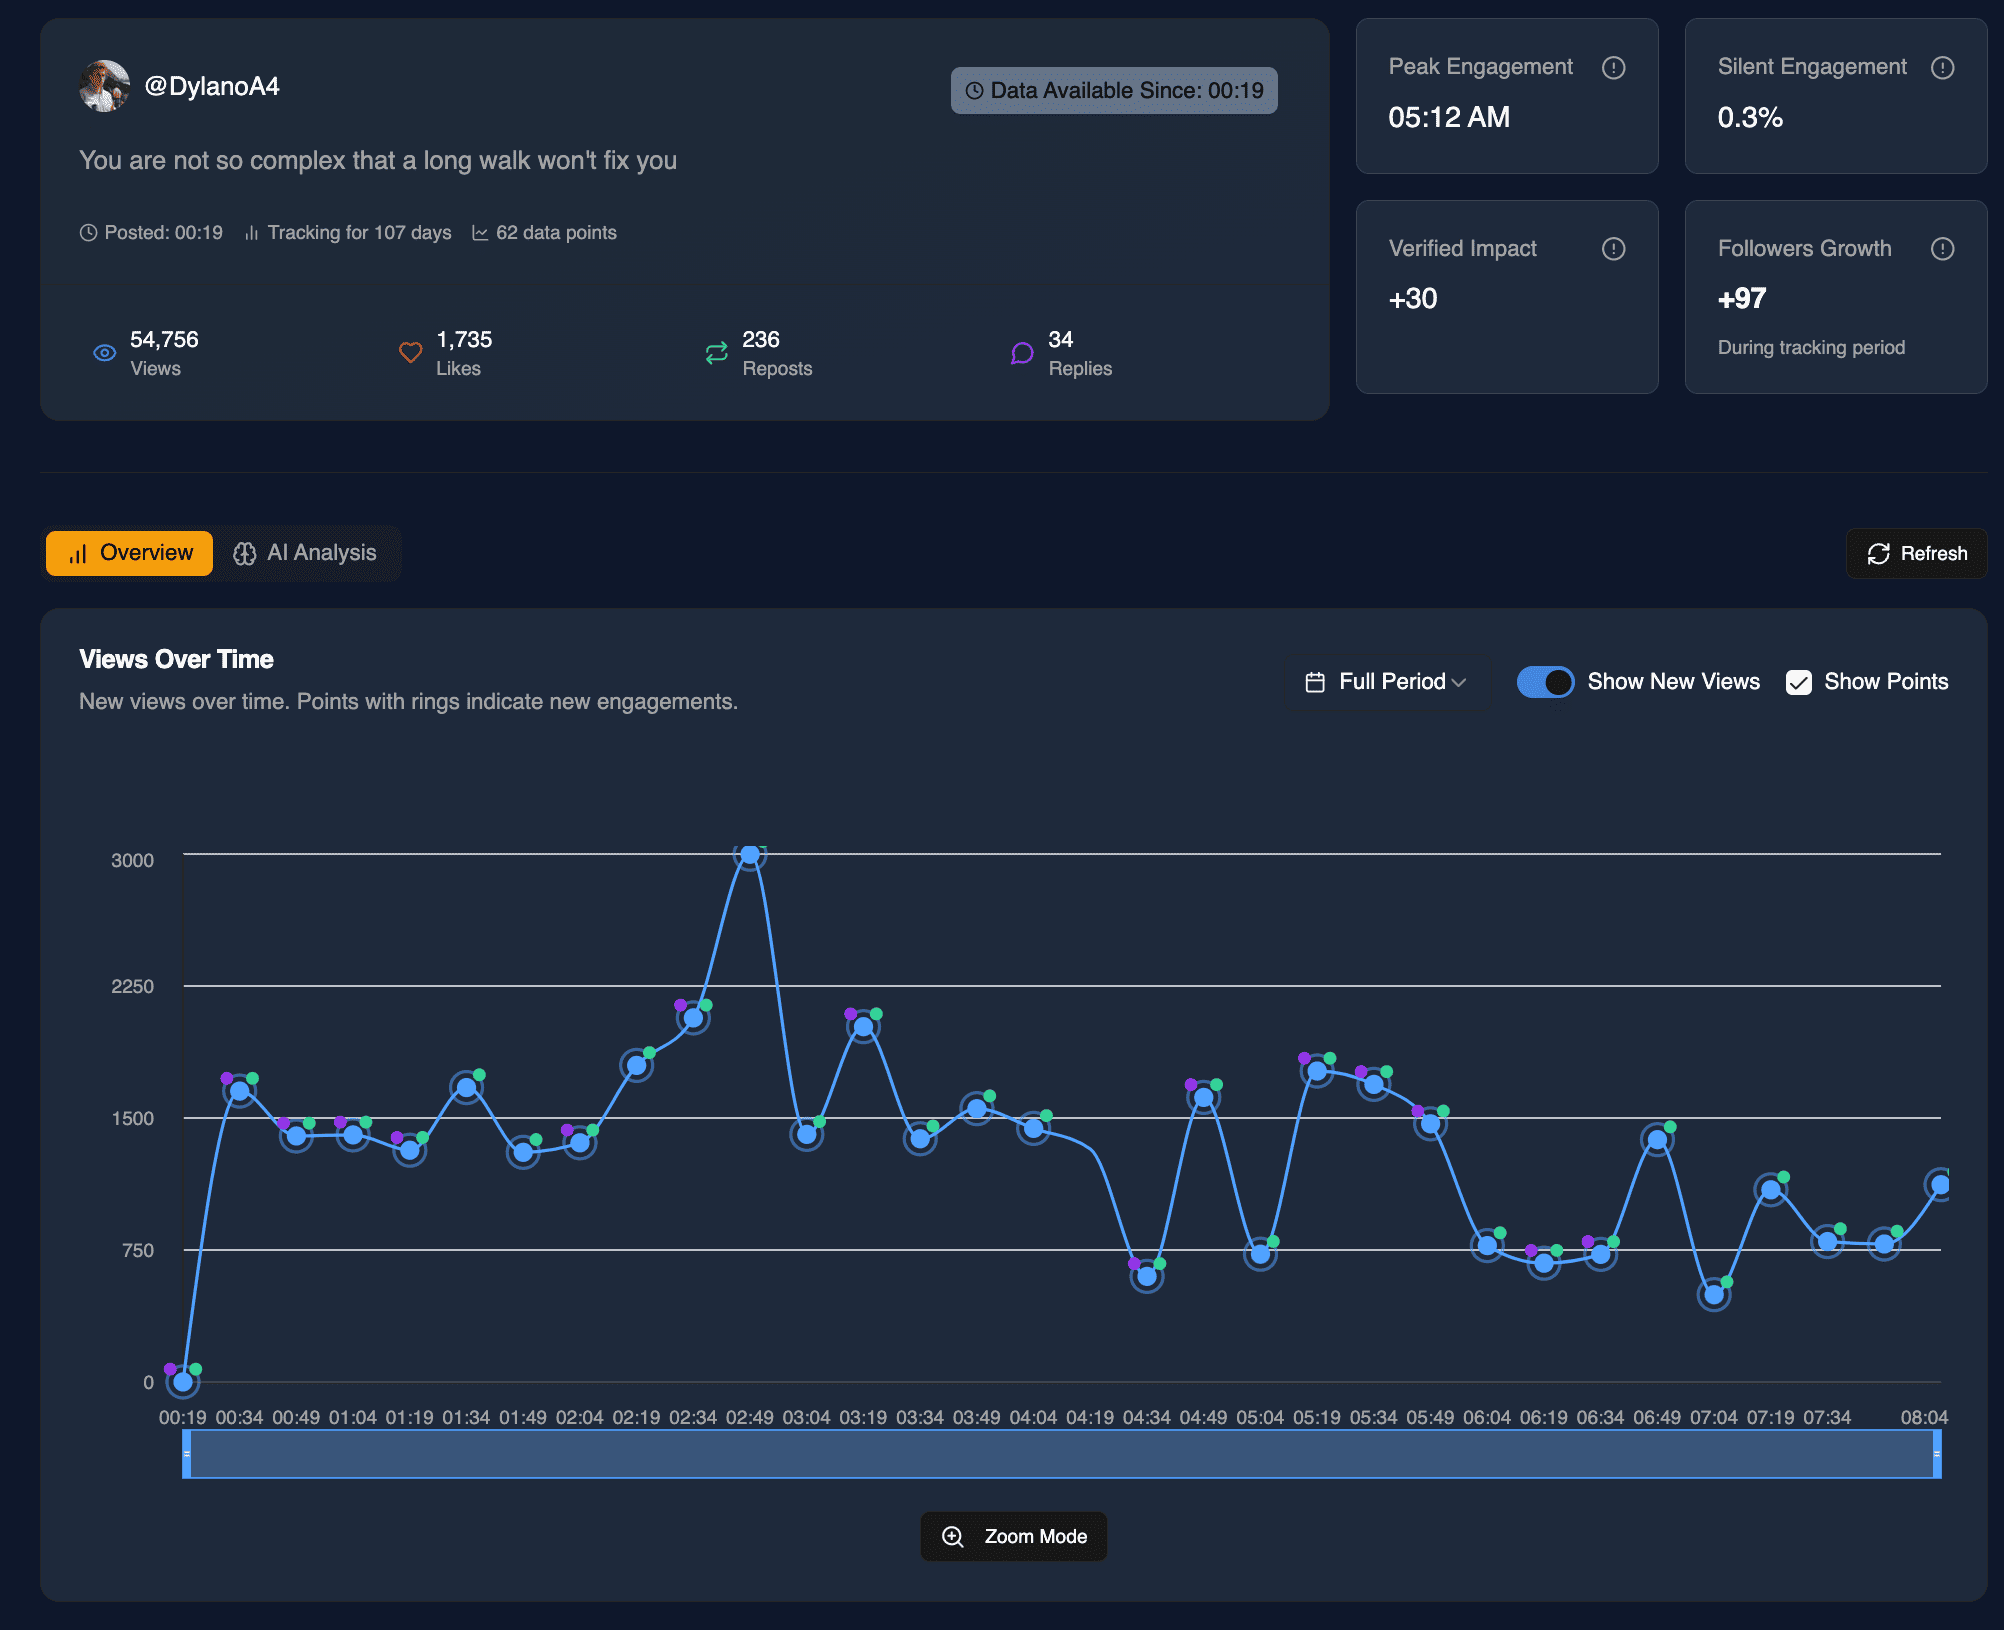 @DylanoA4
Data Available Since: 00:19
You are not so complex that a long walk won't fix you
Posted: 00:19
Tracking for 107 days
62 data points
54,756
Views
1,735
Likes
236
Reposts
34
Replies
Peak Engagement
05:12 AM
Silent Engagement
0.3%
Verified Impact
+30
Followers Growth
+97
During tracking period
Overview
AI Analysis
Refresh
Views Over Time
New views over time. Points with rings indicate new engagements.
Full Period
Show New Views
Show Points
3000
2250
1500
750
0
00:19 00:34 00:49 01:04 01:19 01:34 01:49 02:04 02:19 02:34 02:49 03:04 03:19 03:34 03:49 04:04 04:19 04:34 04:49 05:04 05:19 05:34 05:49 06:04 06:19 06:34 06:49 07:04 07:19 07:34 08:04
Zoom Mode